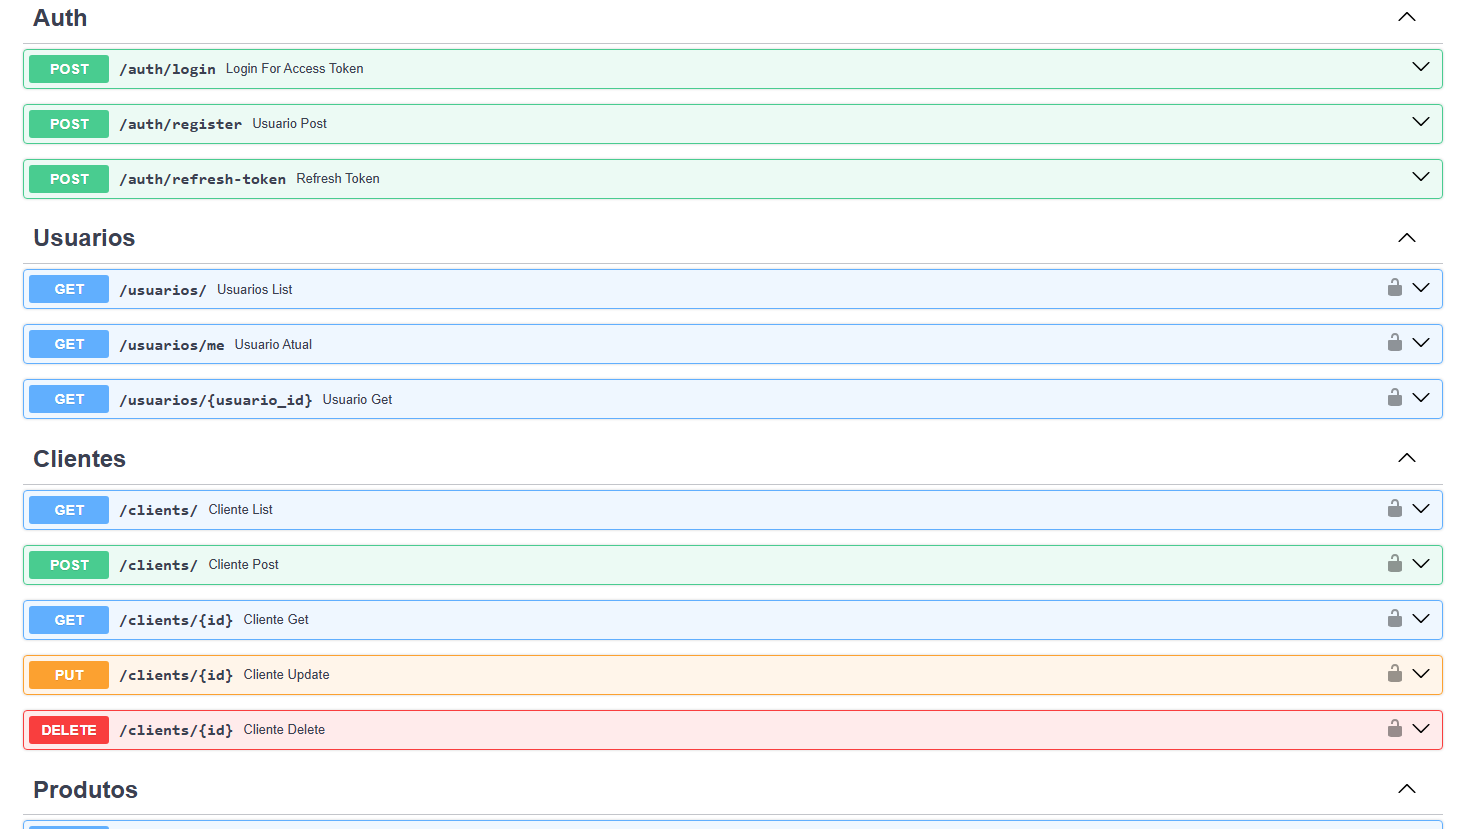 Auth
POST /auth/login Login For Access Token
POST /auth/register Usuario Post
POST /auth/refresh-token Refresh Token
Usuarios
GET /usuarios/ Usuarios List
GET /usuarios/me Usuario Atual
GET /usuarios/{usuario_id} Usuario Get
Clientes
GET /clients/ Cliente List
POST /clients/ Cliente Post
GET /clients/{id} Cliente Get
PUT /clients/{id} Cliente Update
DELETE /clients/{id} Cliente Delete
Produtos